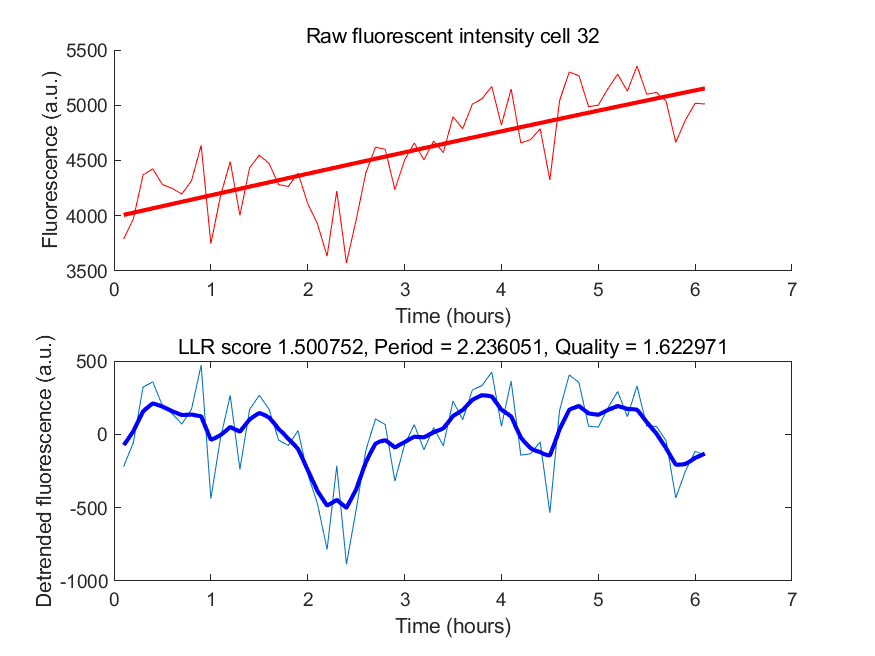 Raw fluorescent intensity cell 32
Fluorescence (a.u.)
5500
5000
4500
4000
3500
0 1 2 3 4 5 6 7
Time (hours)
LLR score 1.500752, Period = 2.236051, Quality = 1.622971
Detrended fluorescence (a.u.)
500
0
-500
-1000
0 1 2 3 4 5 6 7
Time (hours)